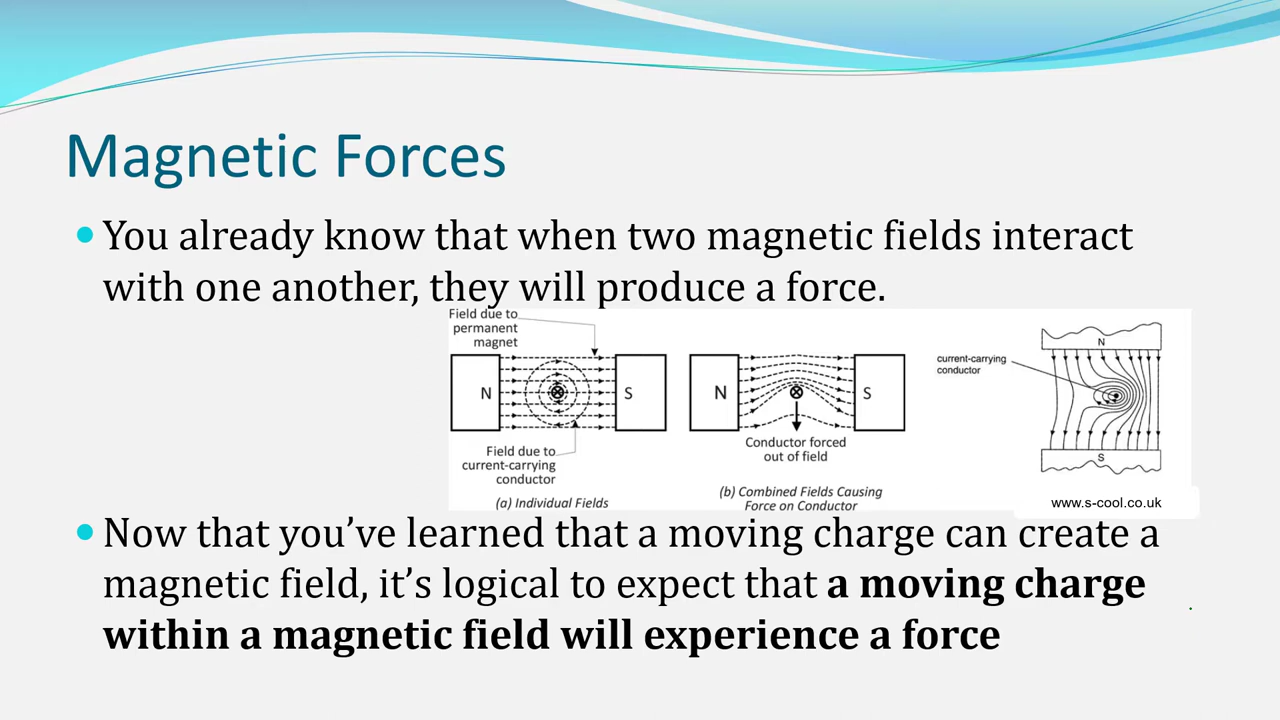 Magnetic Forces
You already know that when two magnetic fields interact
with one another, they will produce a force.
Field due to
permanent
magnet
N
S
Field due to
current-carrying
conductor
(a) Individual Fields
N
S
Conductor forced
out of field
(b) Combined Fields Causing
Force on Conductor
N
current-carrying
conductor
S
www.s-cool.co.uk
Now that you’ve learned that a moving charge can create a
magnetic field, it’s logical to expect that a moving charge
within a magnetic field will experience a force